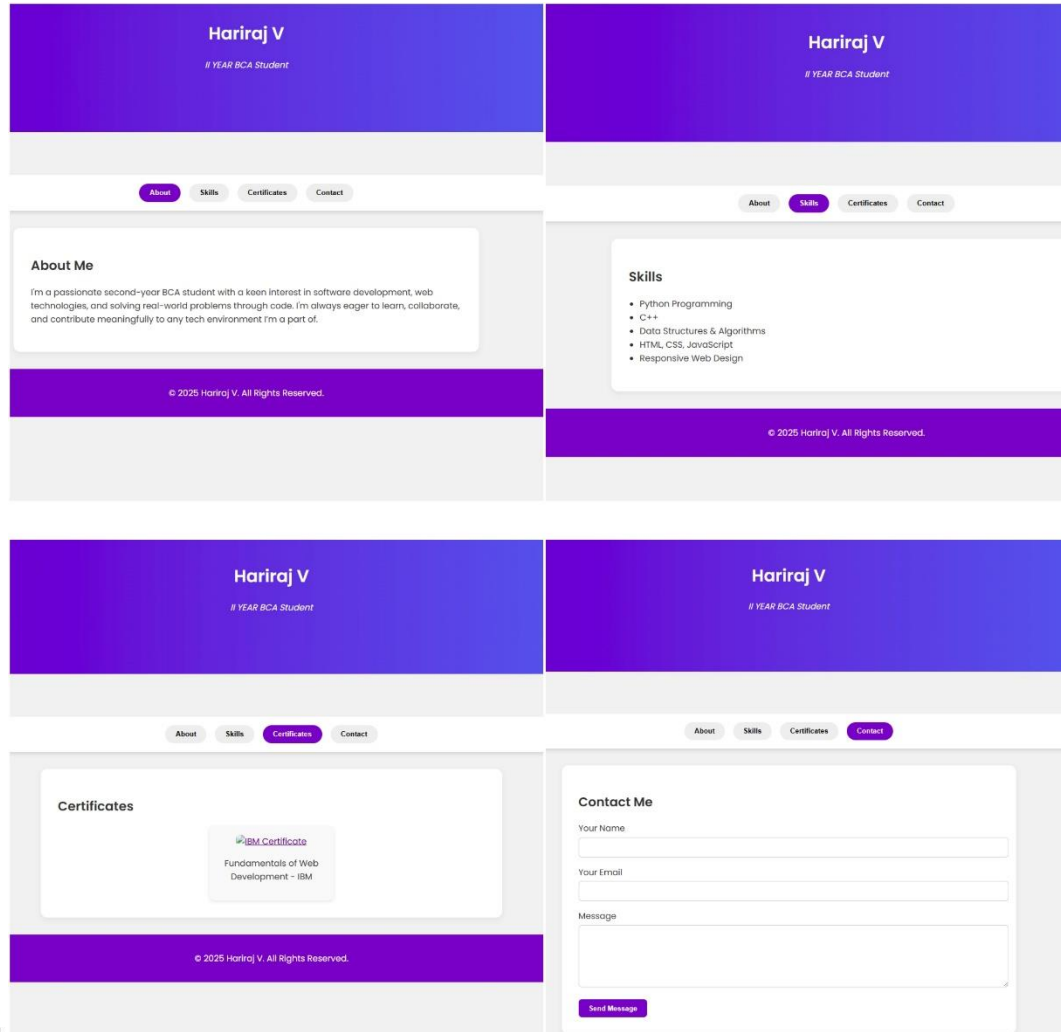 Hariraj V
II YEAR BCA Student
About Skills Certificates Contact
About Me
I'm a passionate second-year BCA student with a keen interest in software development, web
technologies, and solving real-world problems through code. I'm always eager to learn, collaborate,
and contribute meaningfully to any tech environment I'm a part of.
© 2025 Hariraj V. All Rights Reserved.
Hariraj V
II YEAR BCA Student
About Skills Certificates Contact
Skills
• Python Programming
• C++
• Data Structures & Algorithms
• HTML, CSS, JavaScript
• Responsive Web Design
© 2025 Hariraj V. All Rights Reserved.
Hariraj V
II YEAR BCA Student
About Skills Certificates Contact
Certificates
IBM Certificate
Fundamentals of Web
Development - IBM
© 2025 Hariraj V. All Rights Reserved.
Hariraj V
II YEAR BCA Student
About Skills Certificates Contact
Contact Me
Your Name
Your Email
Message
Send Message